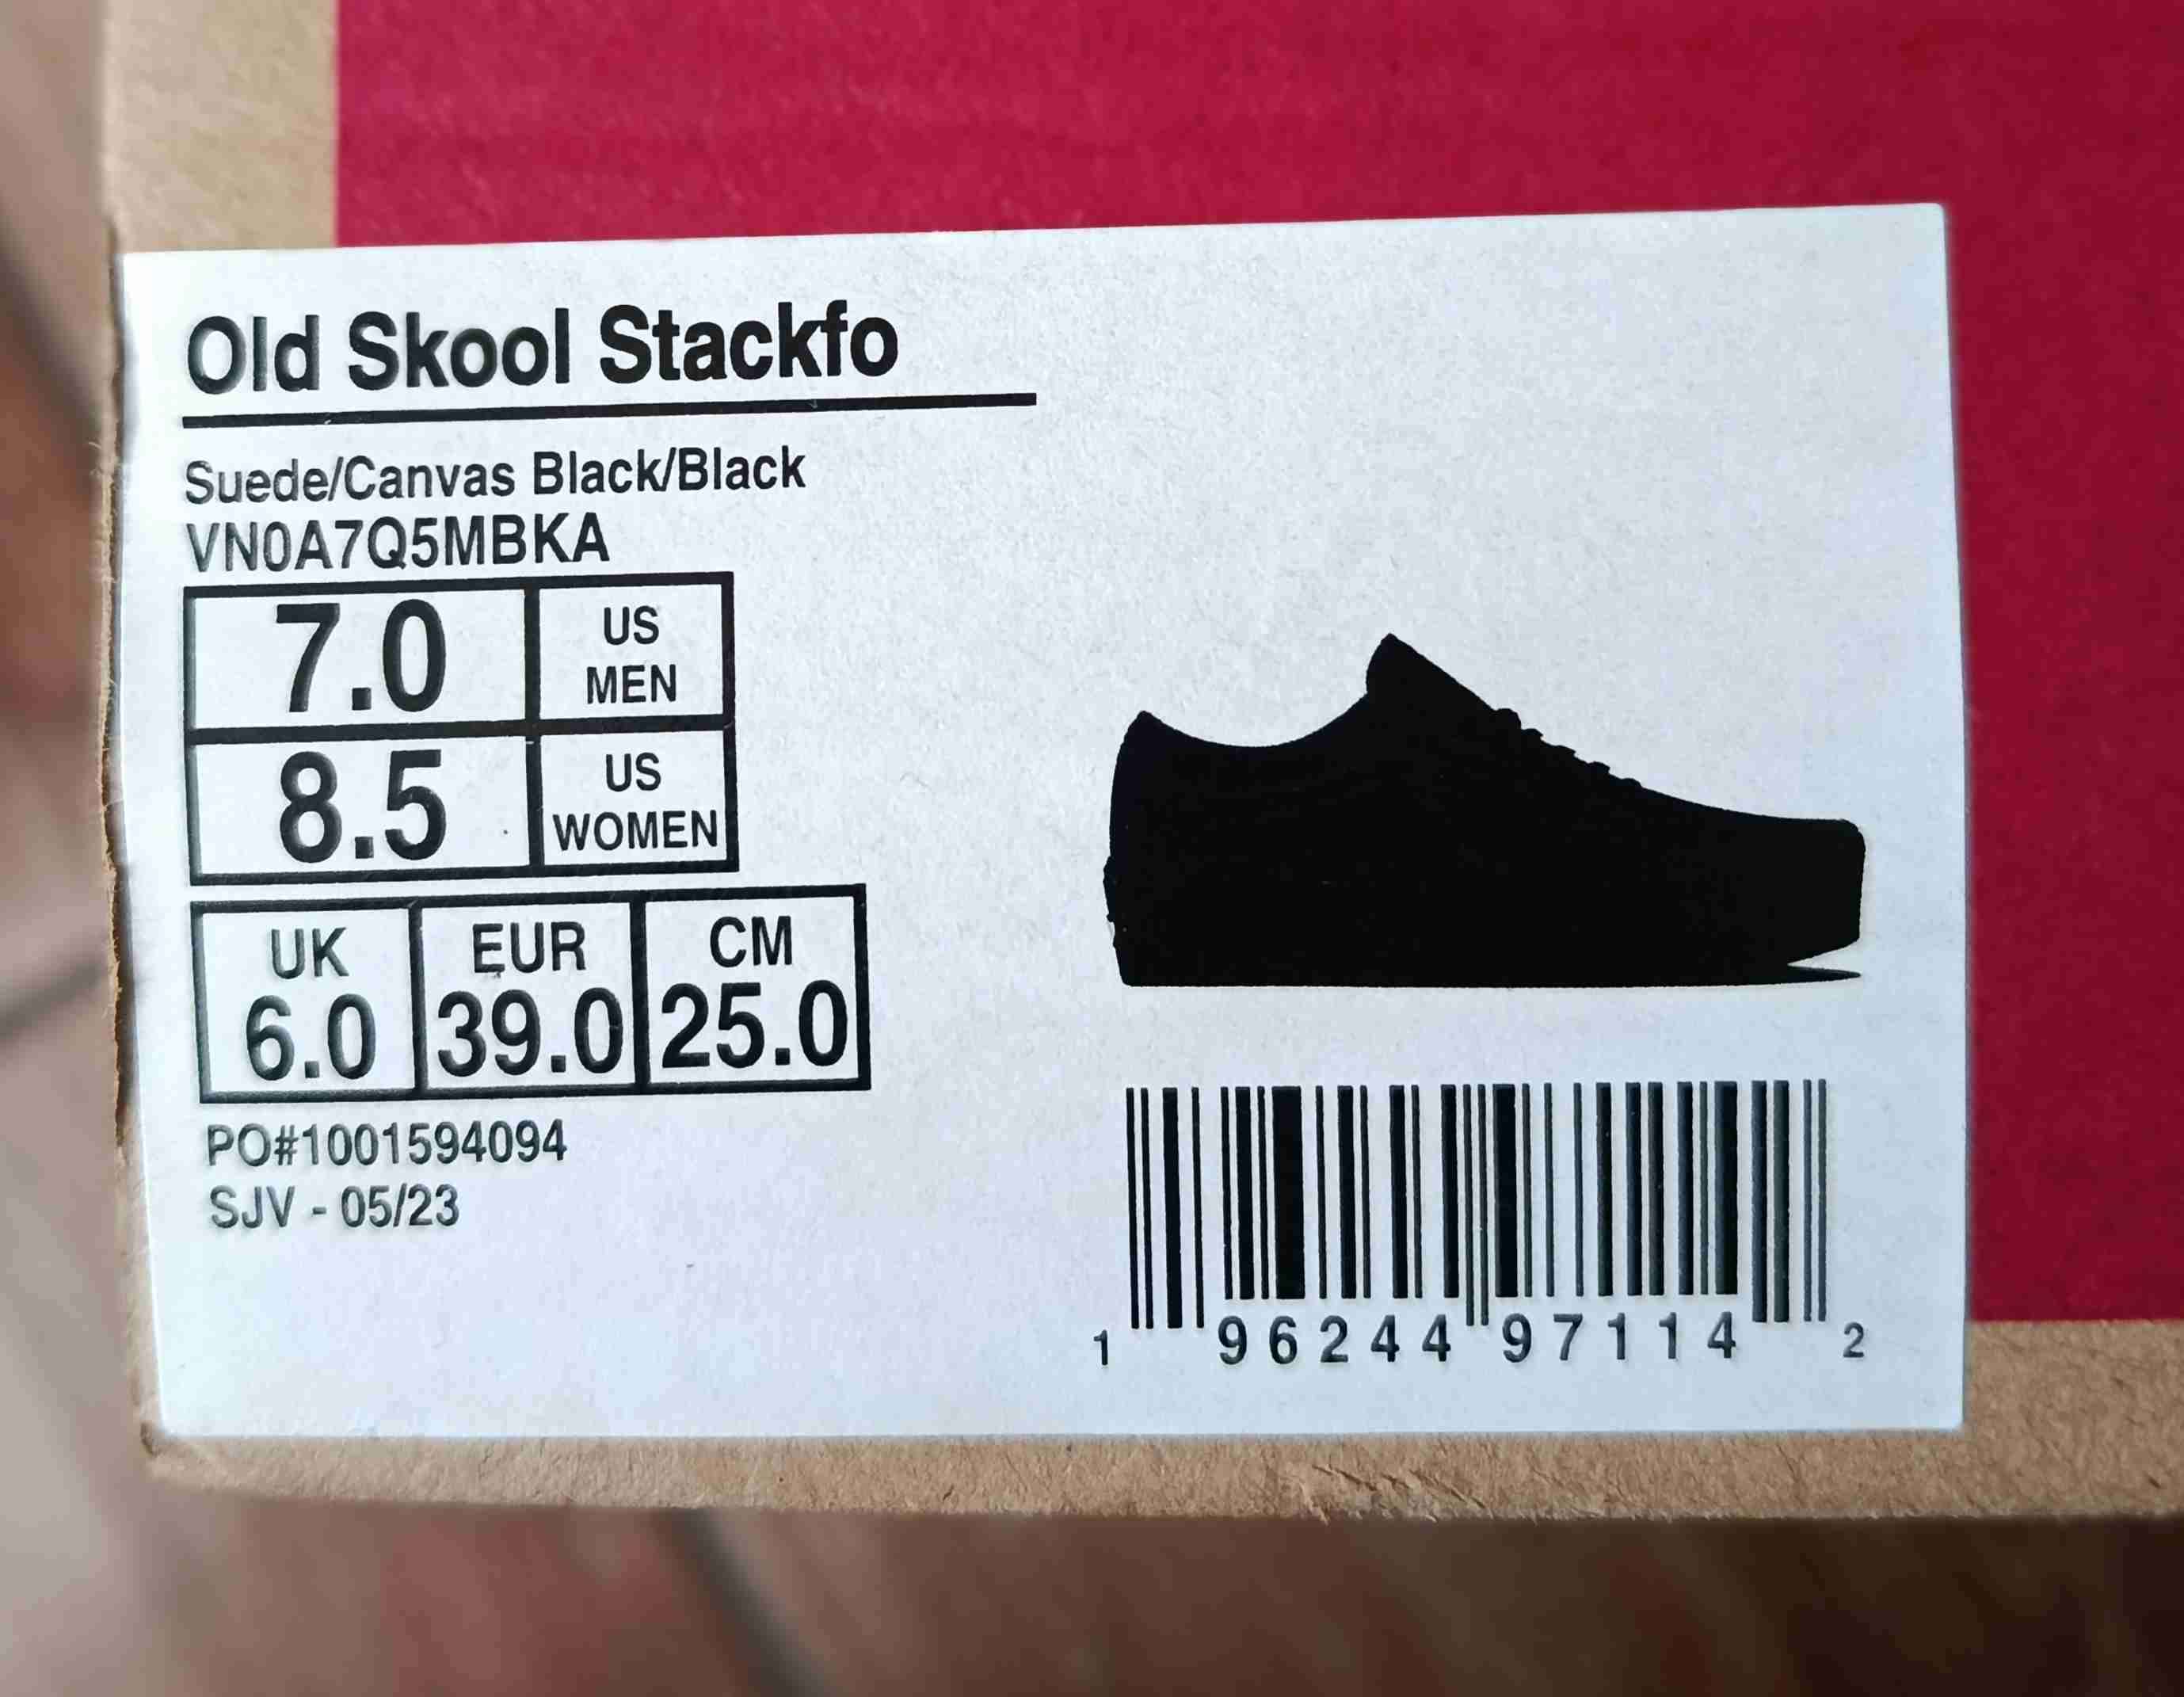 Old Skool Stackfo
Suede/Canvas Black/Black
VN0A7Q5MBKA
7.0 US MEN
8.5 US WOMEN
UK EUR CM
6.0 39.0 25.0
PO#1001594094
SJV - 05/23
1 96244 97114 2